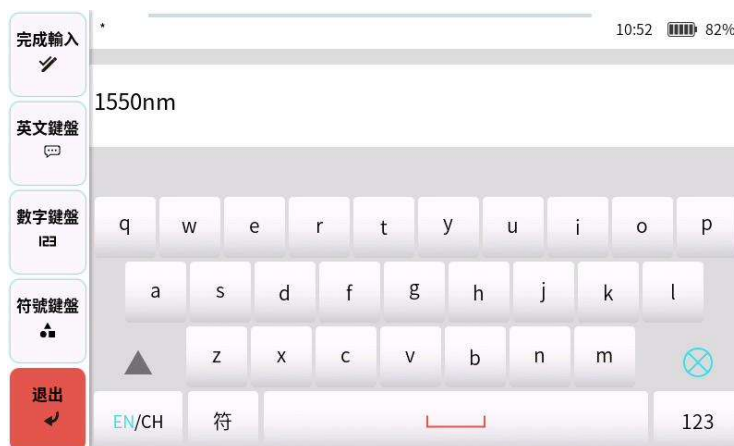 完成輸入
* 10:52 82%
1550nm
英文鍵盤
數字鍵盤
123
符號鍵盤
退出
q w e r t y u i o p
a s d f g h j k l
z x c v b n m
EN/CH 符 123